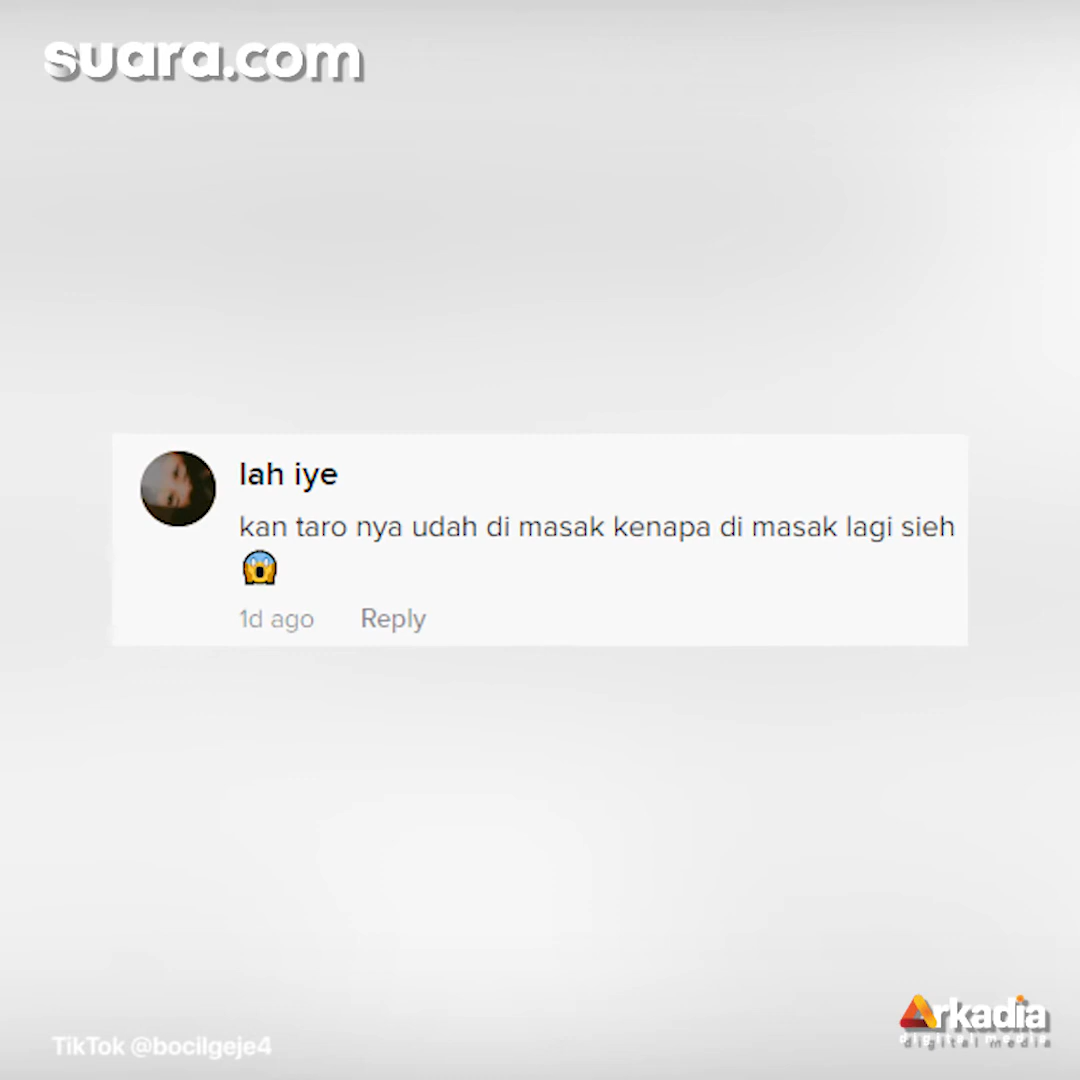 suara.com
lah iye
kan taro nya udah di masak kenapa di masak lagi sieh
😱
1d ago Reply
Arkadia
digital media
TikTok @bocilgeje4